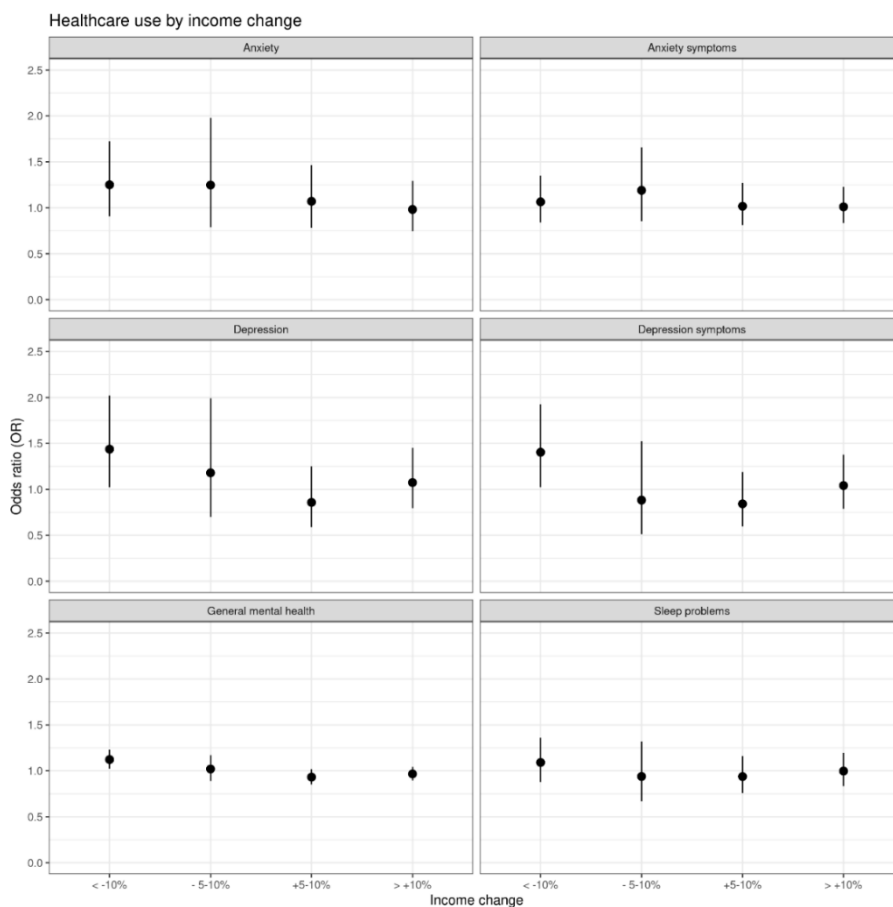 Healthcare use by income change
Anxiety
Anxiety symptoms
2.5
2.0
1.5
1.0
0.5
0.0
Depression
Depression symptoms
2.5
2.0
1.5
1.0
0.5
0.0
Odds ratio (OR)
General mental health
Sleep problems
2.5
2.0
1.5
1.0
0.5
0.0
< -10%
- 5-10%
+5-10%
> +10%
< -10%
- 5-10%
+5-10%
> +10%
Income change